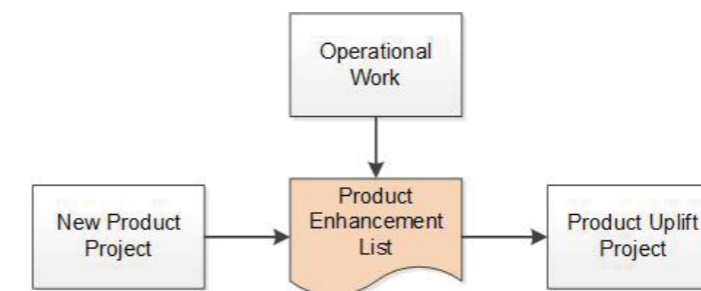 Operational
Work
New Product
Project
Product
Enhancement
List
Product Uplift
Project